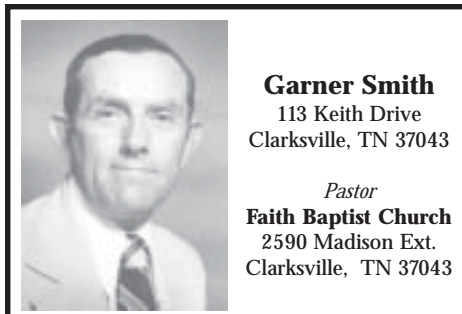 Garner Smith
113 Keith Drive
Clarksville, TN 37043
Pastor
Faith Baptist Church
2590 Madison Ext.
Clarksville, TN 37043